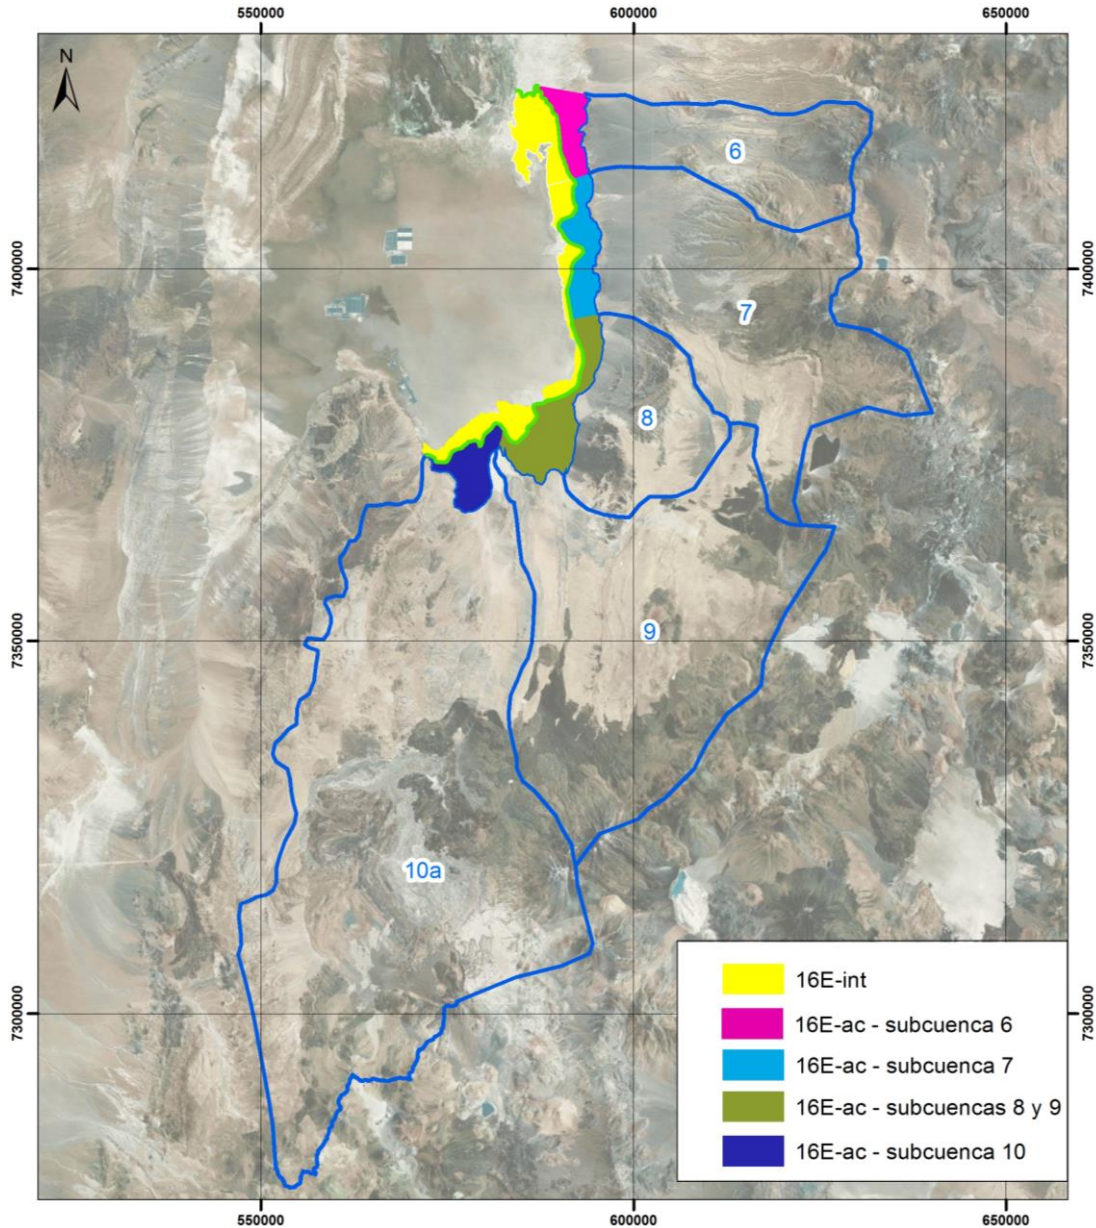 550000 600000 650000
N
6
7400000 7400000
7
8
9
7350000 7350000
10a
7300000 7300000
16E-int
16E-ac - subcuenca 6
16E-ac - subcuenca 7
16E-ac - subcuencas 8 y 9
16E-ac - subcuenca 10
550000 600000 650000